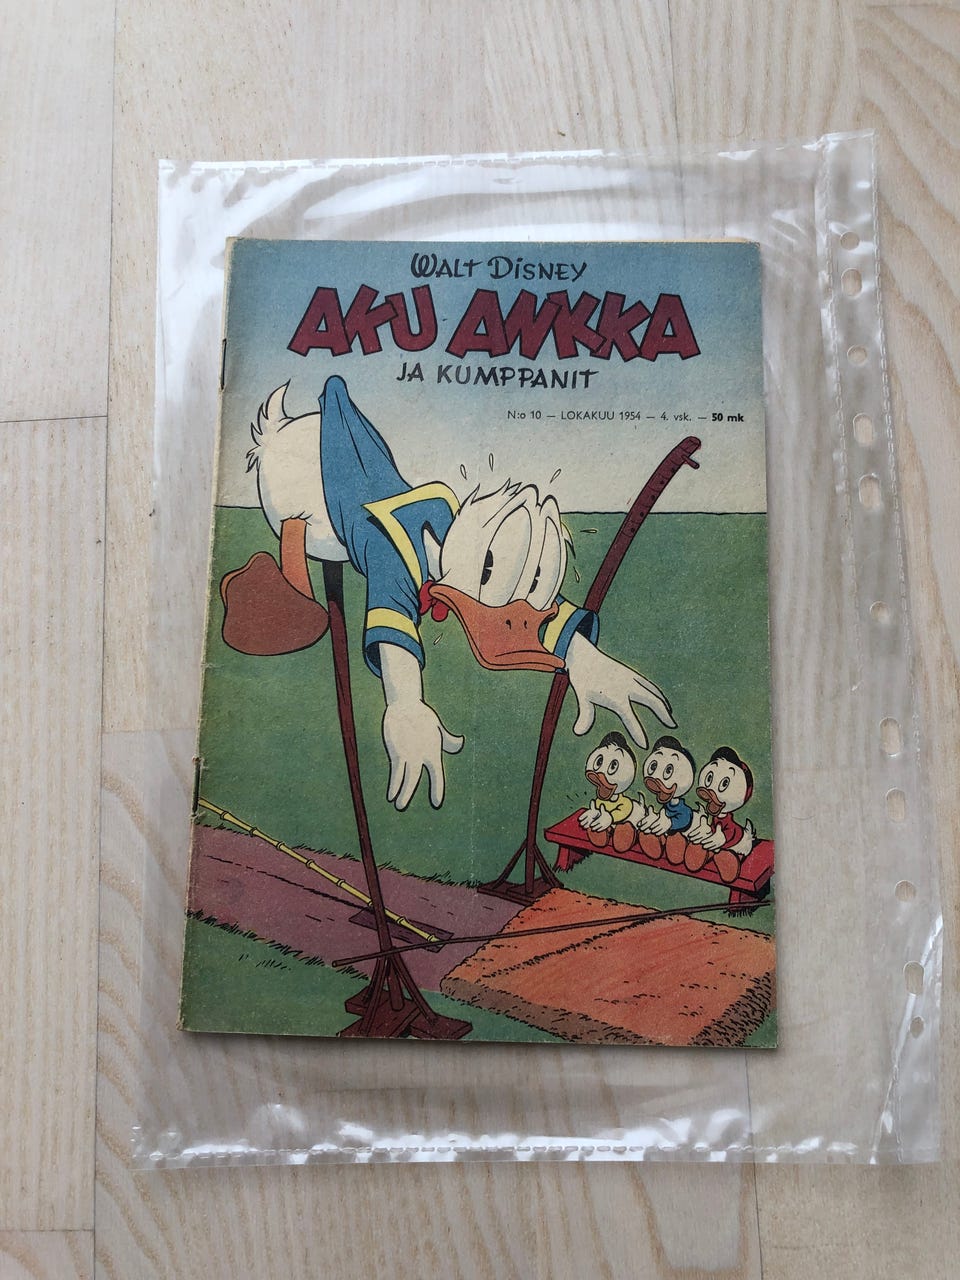 WALT DISNEY
AKU ANKKA
JA KUMPPANIT
N:o 10 — LOKAKUU 1954 — 4. vsk. — 50 mk